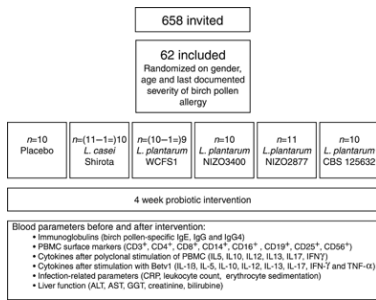 658 invited
62 included
Randomized on gender,
age and last documented
severity of birch pollen
allergy
n=10
Placebo
n=(11−1=)10
L. casei
Shirota
n=(10−1=)9
L. plantarum
WCFS1
n=10
L. plantarum
NIZO3400
n=11
L.plantarum
NIZO2877
n=10
L. plantarum
CBS 125632
4 week probiotic intervention
Blood parameters before and after intervention:
• Immunoglobulins (birch pollen-specific IgE, IgG and IgG4)
• PBMC surface markers (CD3+, CD4+, CD8+, CD14+, CD16+ , CD19+, CD25+, CD56+)
• Cytokines after polyclonal stimulation of PBMC (IL5, IL10, IL12, IL13, IL17, IFNγ)
• Cytokines after stimulation with Betv1 (IL-1B, IL-5, IL-10, IL-12, IL-13, IL-17, IFN-γ and TNF-α)
• Infection-related parameters (CRP, leukocyte count, erythrocyte sedimentation)
• Liver function (ALT, AST, GGT, creatinine, bilirubine)